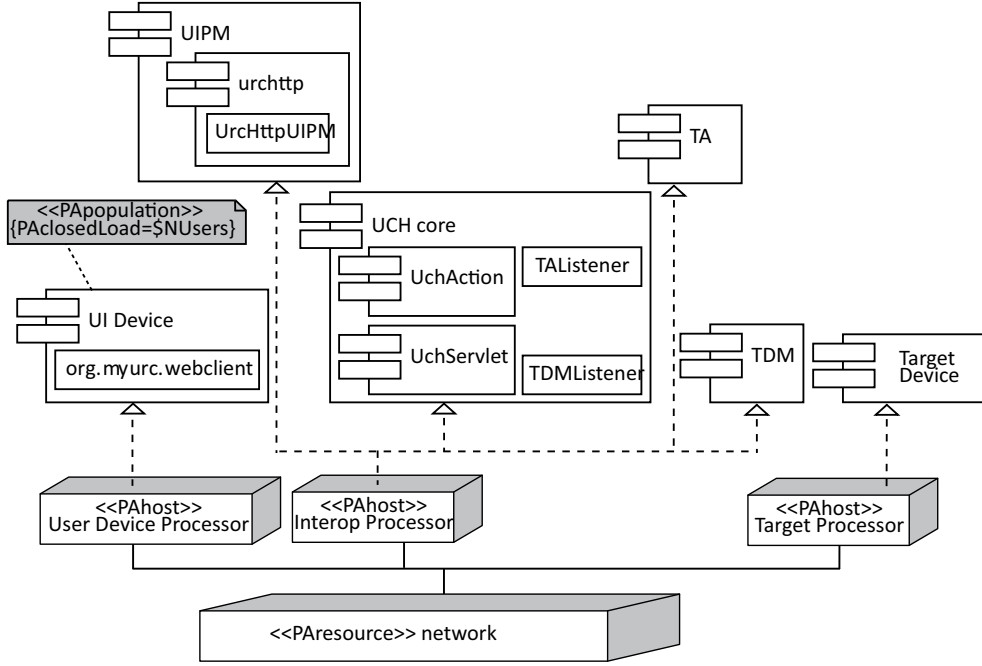 UIPM
urchttp
UrcHttpUIPM
TA
<<PApopulation>>
{PAclosedLoad=$NUsers}
UCH core
UchAction
TAListener
UI Device
org.myurc.webclient
UchServlet
TDMListener
TDM
Target
Device
<<PAhost>>
User Device Processor
<<PAhost>>
Interop Processor
<<PAhost>>
Target Processor
<<PAresource>> network